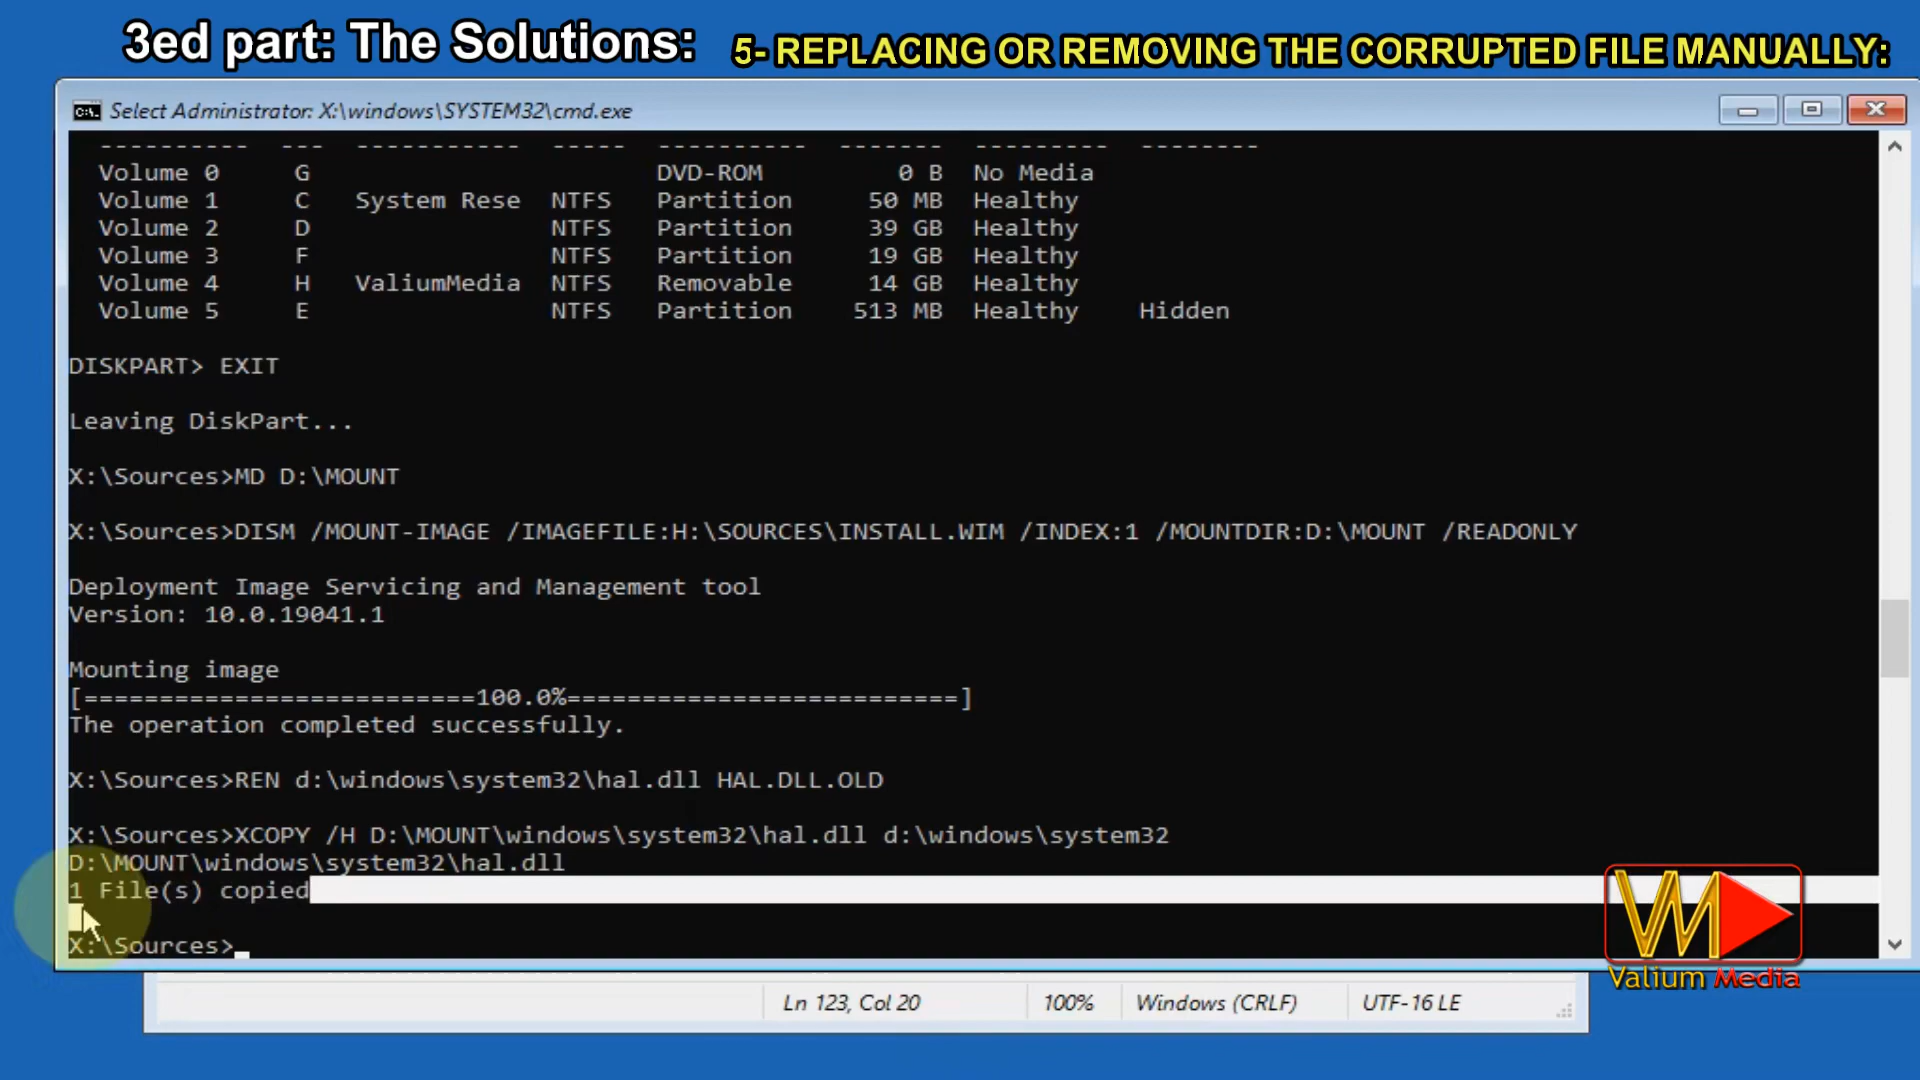 3ed part: The Solutions: 5- REPLACING OR REMOVING THE CORRUPTED FILE MANUALLY:
Select Administrator: X:\windows\SYSTEM32\cmd.exe
---------- --- ----------- ----- ---------- ------- --------- --------
Volume 0 G DVD-ROM 0 B No Media
Volume 1 C System Rese NTFS Partition 50 MB Healthy
Volume 2 D NTFS Partition 39 GB Healthy
Volume 3 F NTFS Partition 19 GB Healthy
Volume 4 H ValiumMedia NTFS Removable 14 GB Healthy
Volume 5 E NTFS Partition 513 MB Healthy Hidden
DISKPART> EXIT
Leaving DiskPart...
X:\Sources>MD D:\MOUNT
X:\Sources>DISM /MOUNT-IMAGE /IMAGEFILE:H:\SOURCES\INSTALL.WIM /INDEX:1 /MOUNTDIR:D:\MOUNT /READONLY
Deployment Image Servicing and Management tool
Version: 10.0.19041.1
Mounting image
[===========================100.0%==========================]
The operation completed successfully.
X:\Sources>REN d:\windows\system32\hal.dll HAL.DLL.OLD
X:\Sources>XCOPY /H D:\MOUNT\windows\system32\hal.dll d:\windows\system32
D:\MOUNT\windows\system32\hal.dll
1 File(s) copied
X:\Sources>
VM
Valium Media
Ln 123, Col 20 100% Windows (CRLF) UTF-16 LE